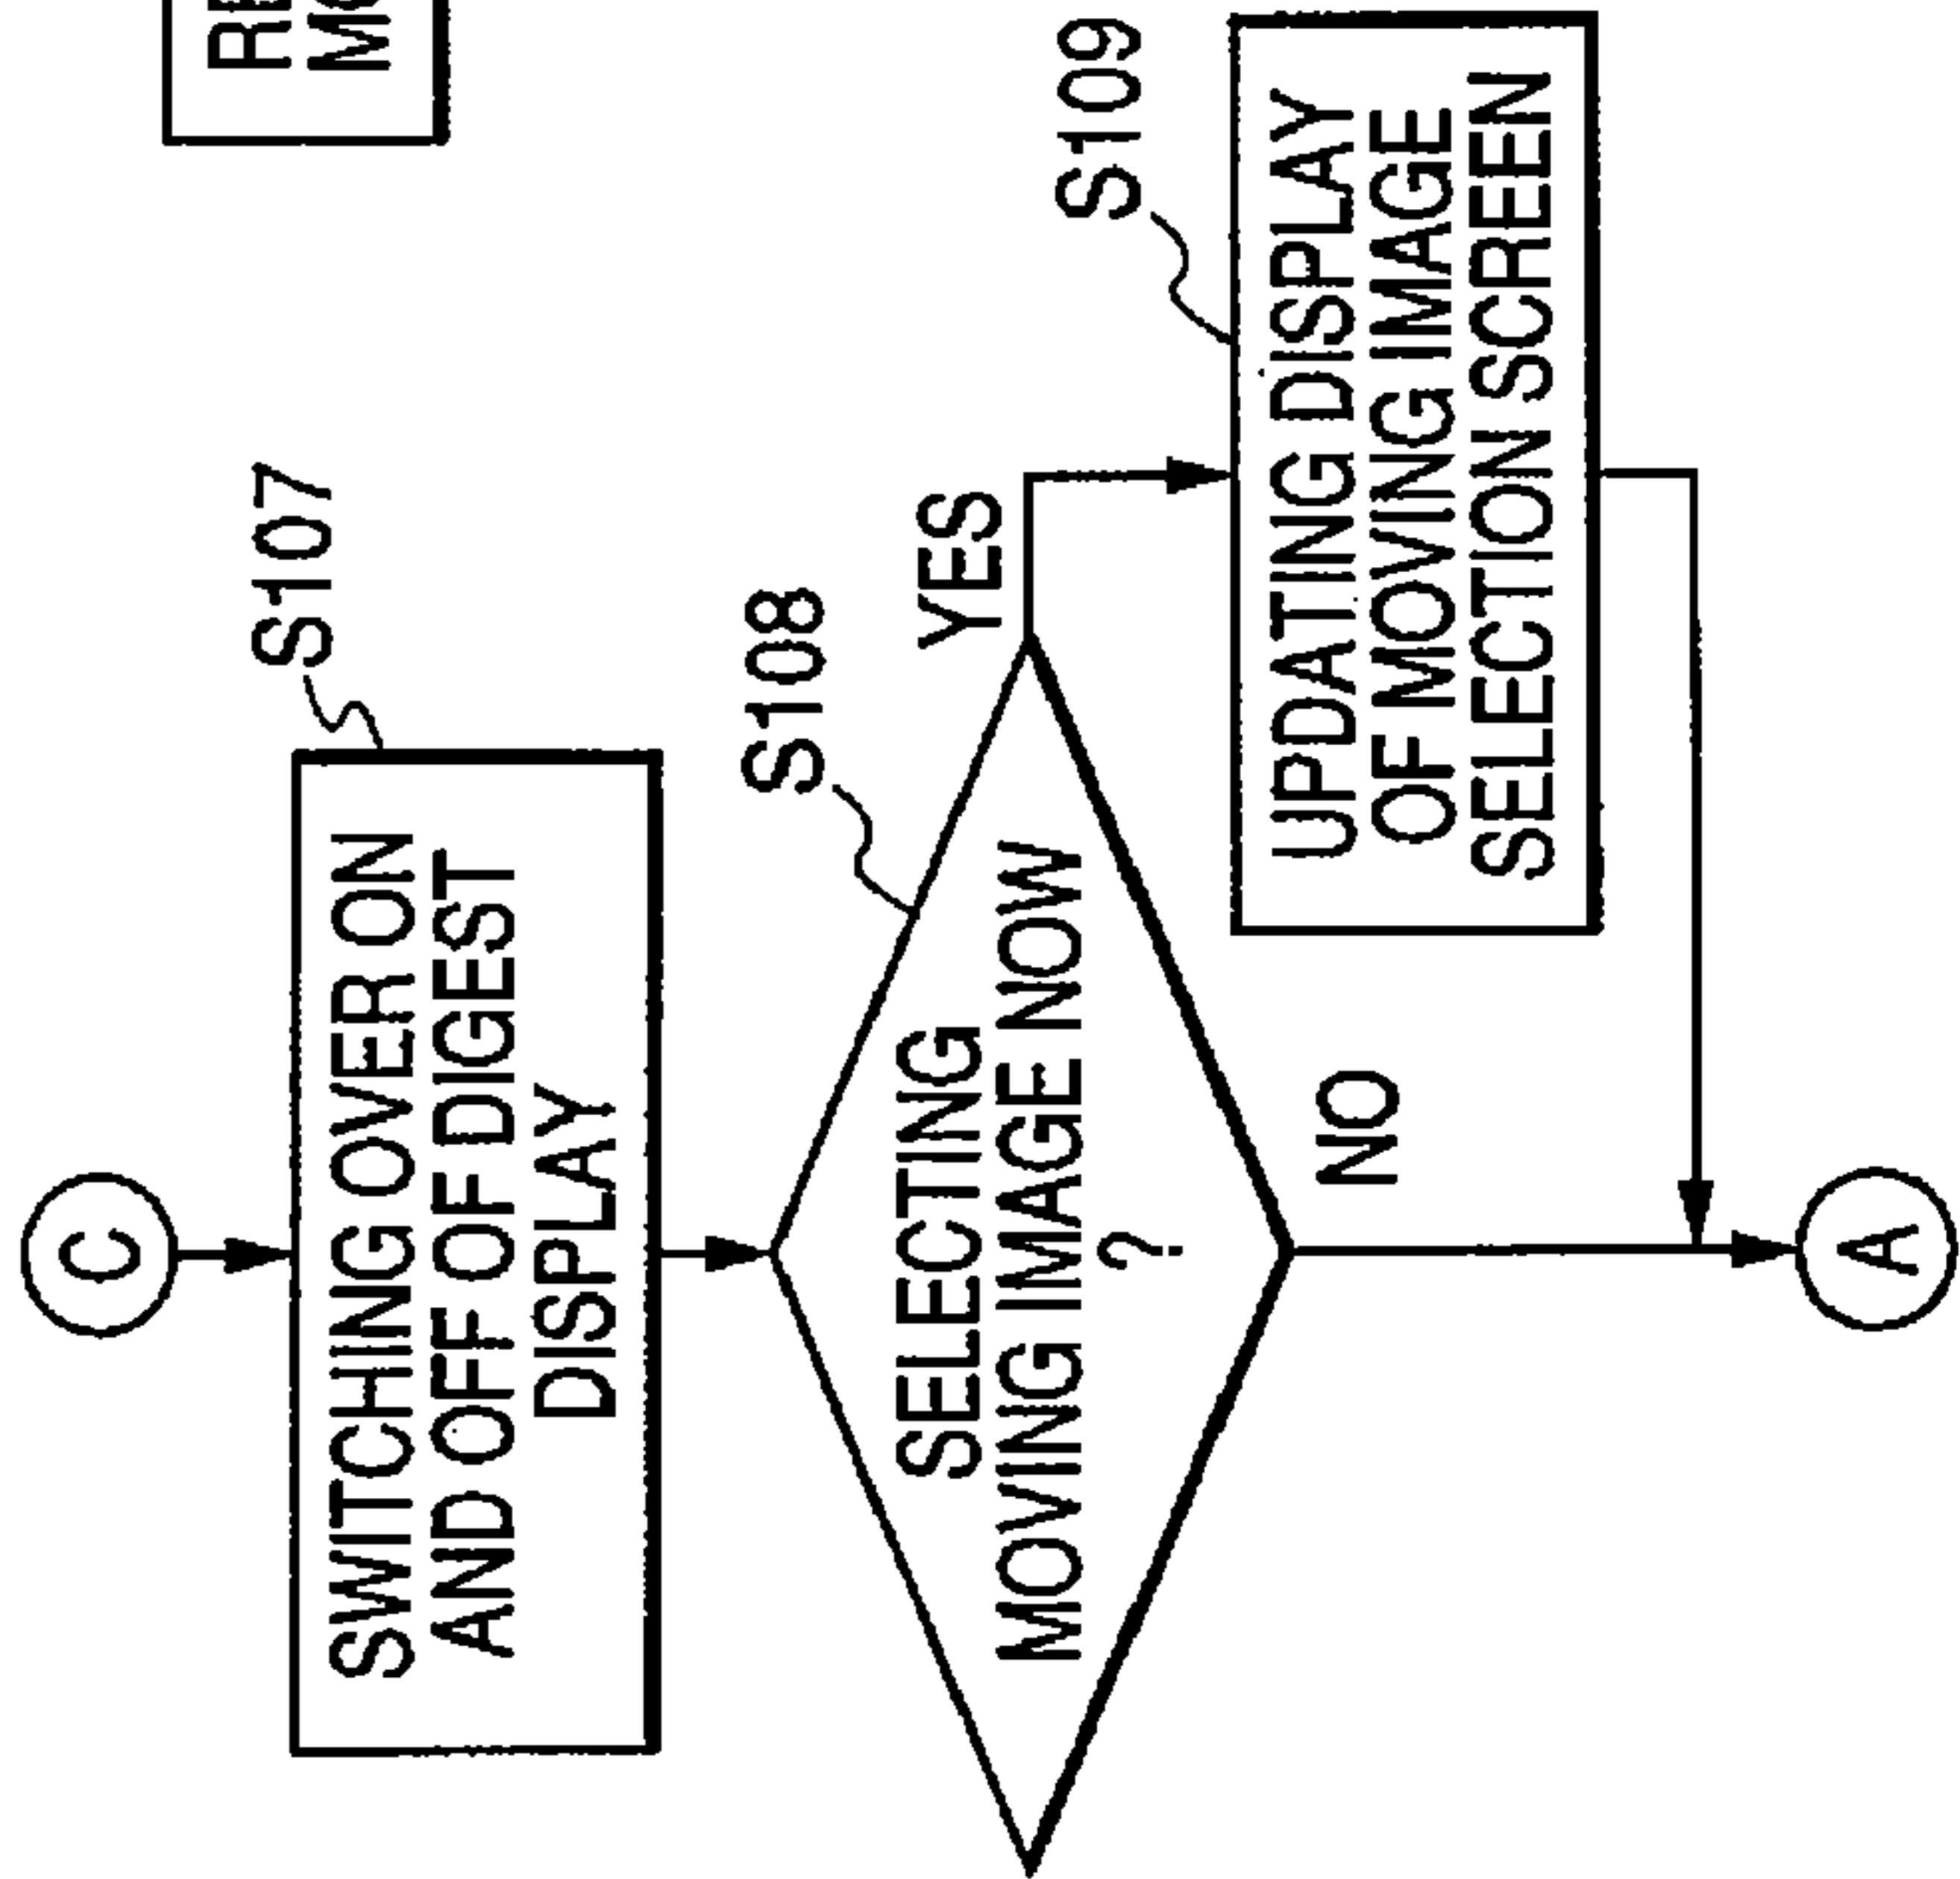 C
S107
SWITCHING OVER ON
AND OFF OF DIGEST
DISPLAY
S108
SELECTING
MOVING IMAGE NOW
?
YES
NO
S109
UPDATING DISPLAY
OF MOVING IMAGE
SELECTION SCREEN
A